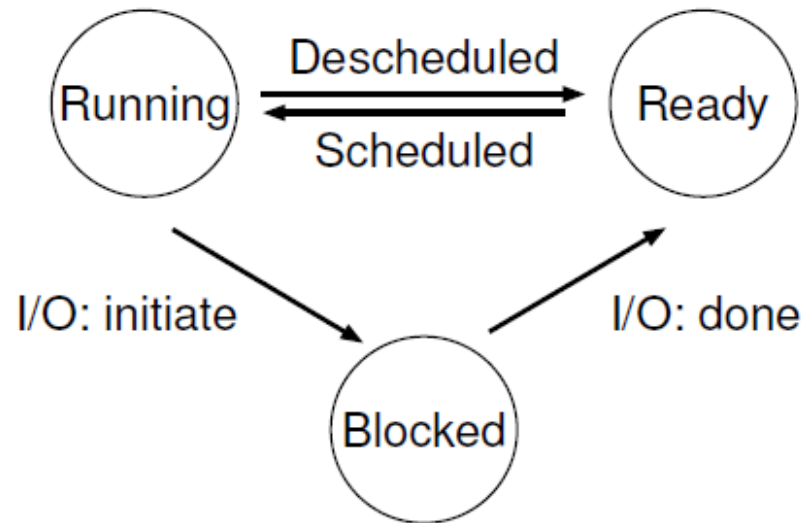 Descheduled
Running
Ready
Scheduled
I/O: initiate
I/O: done
Blocked